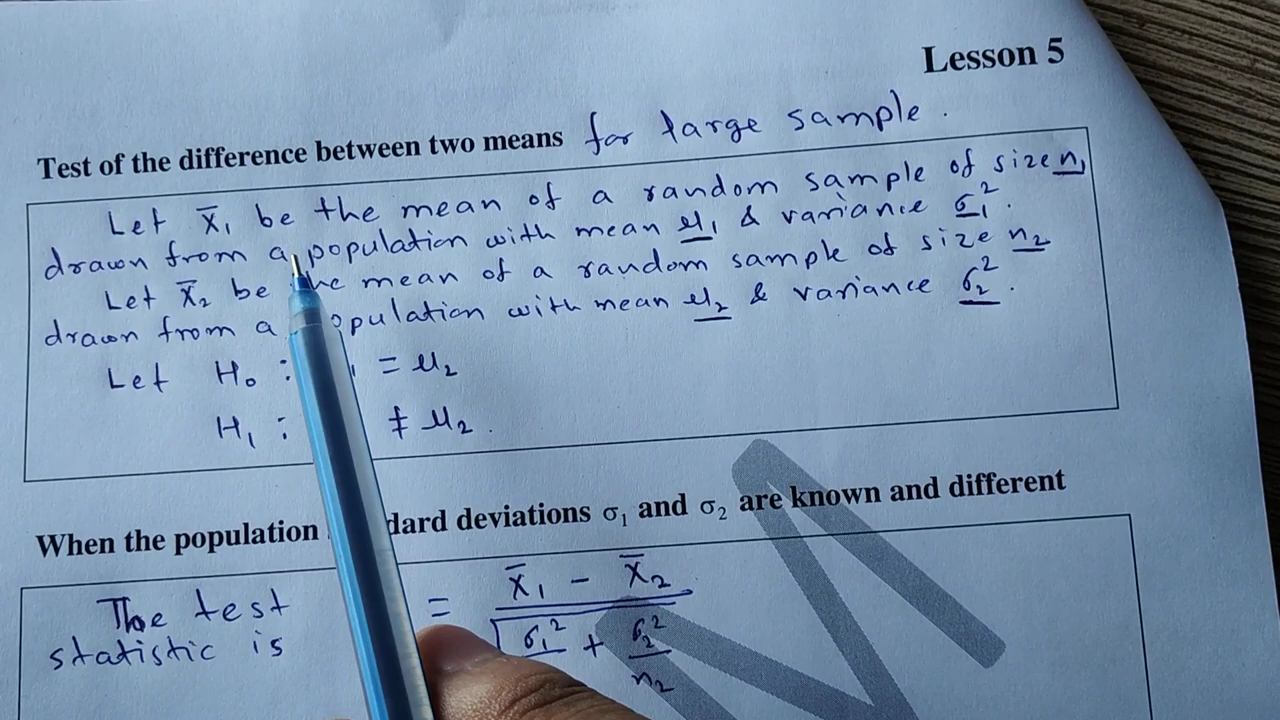 Lesson 5
Test of the difference between two means for large sample.
Let x̄₁ be the mean of a random sample of size n₁
drawn from a population with mean μ₁ & variance σ₁².
Let x̄₂ be the mean of a random sample of size n₂
drawn from a population with mean μ₂ & variance σ₂².
Let H₀ : = μ₂
H₁ : ≠ μ₂.
When the population deviations σ₁ and σ₂ are known and different
The test = x̄₁ - x̄₂
statistic is √ σ₁² + σ₂²
n₂